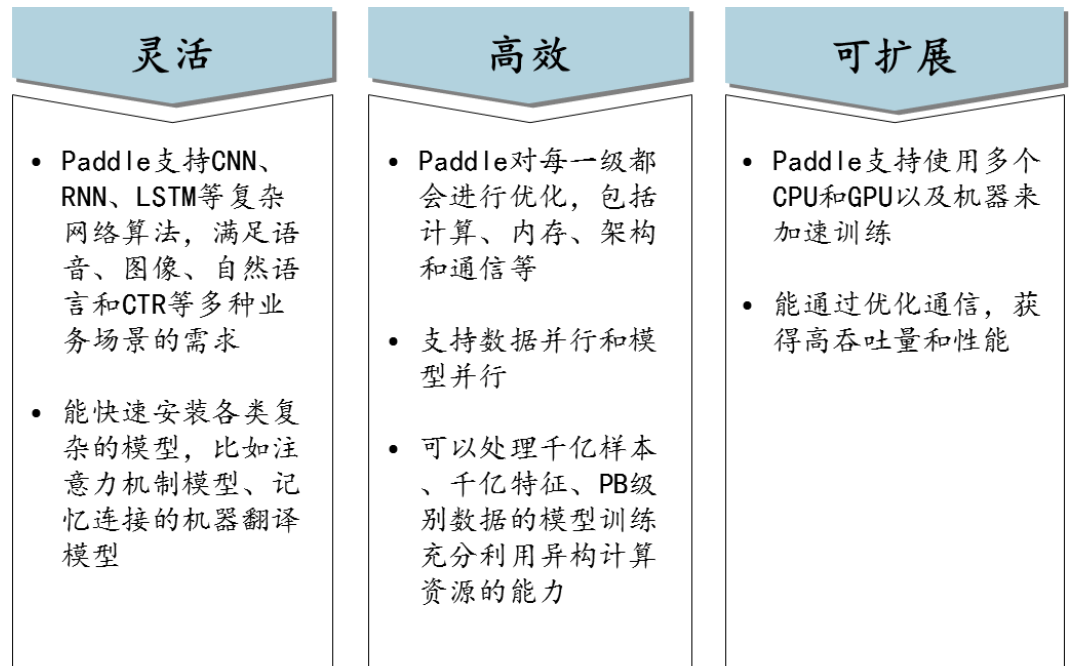 灵活
• Paddle支持CNN、
RNN、LSTM等复杂
网络算法，满足语
音、图像、自然语
言和CTR等多种业
务场景的需求
• 能快速安装各类复
杂的模型，比如注
意力机制模型、记
忆连接的机器翻译
模型
高效
• Paddle对每一级都
会进行优化，包括
计算、内存、架构
和通信等
• 支持数据并行和模
型并行
• 可以处理千亿样本
、千亿特征、PB级
别数据的模型训练
充分利用异构计算
资源的能力
可扩展
• Paddle支持使用多个
CPU和GPU以及机器来
加速训练
• 能通过优化通信，获
得高吞吐量和性能